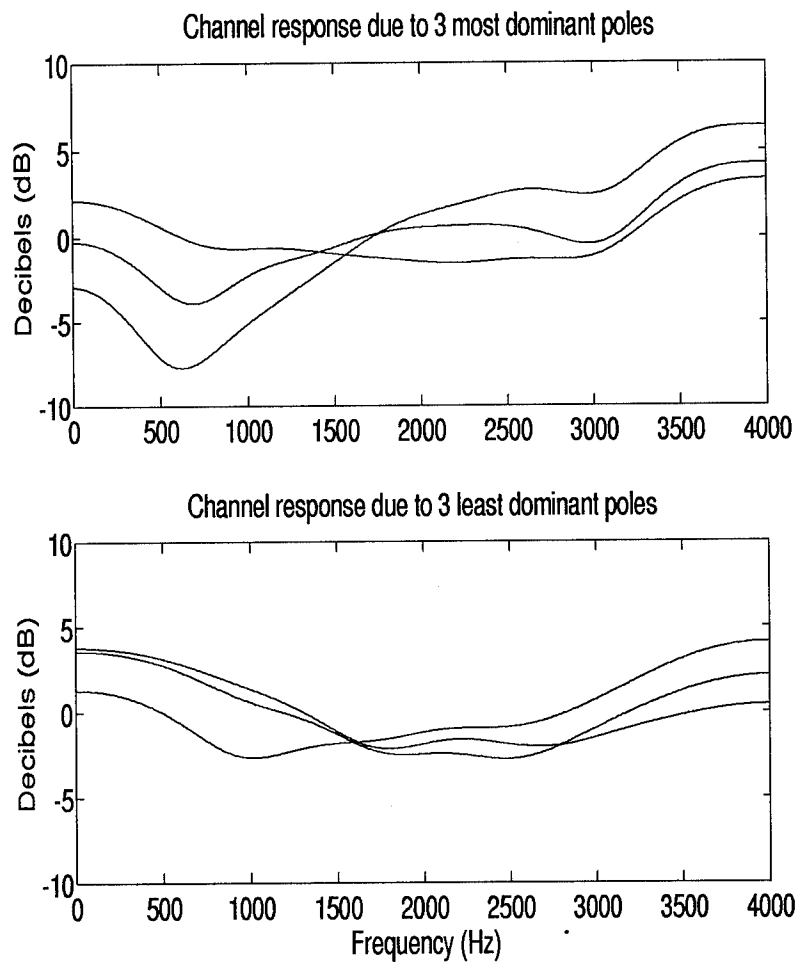 Channel response due to 3 most dominant poles
10
5
0
-5
-10
Decibels (dB)
0 500 1000 1500 2000 2500 3000 3500 4000
Channel response due to 3 least dominant poles
10
5
0
-5
-10
Decibels (dB)
0 500 1000 1500 2000 2500 3000 3500 4000
Frequency (Hz)